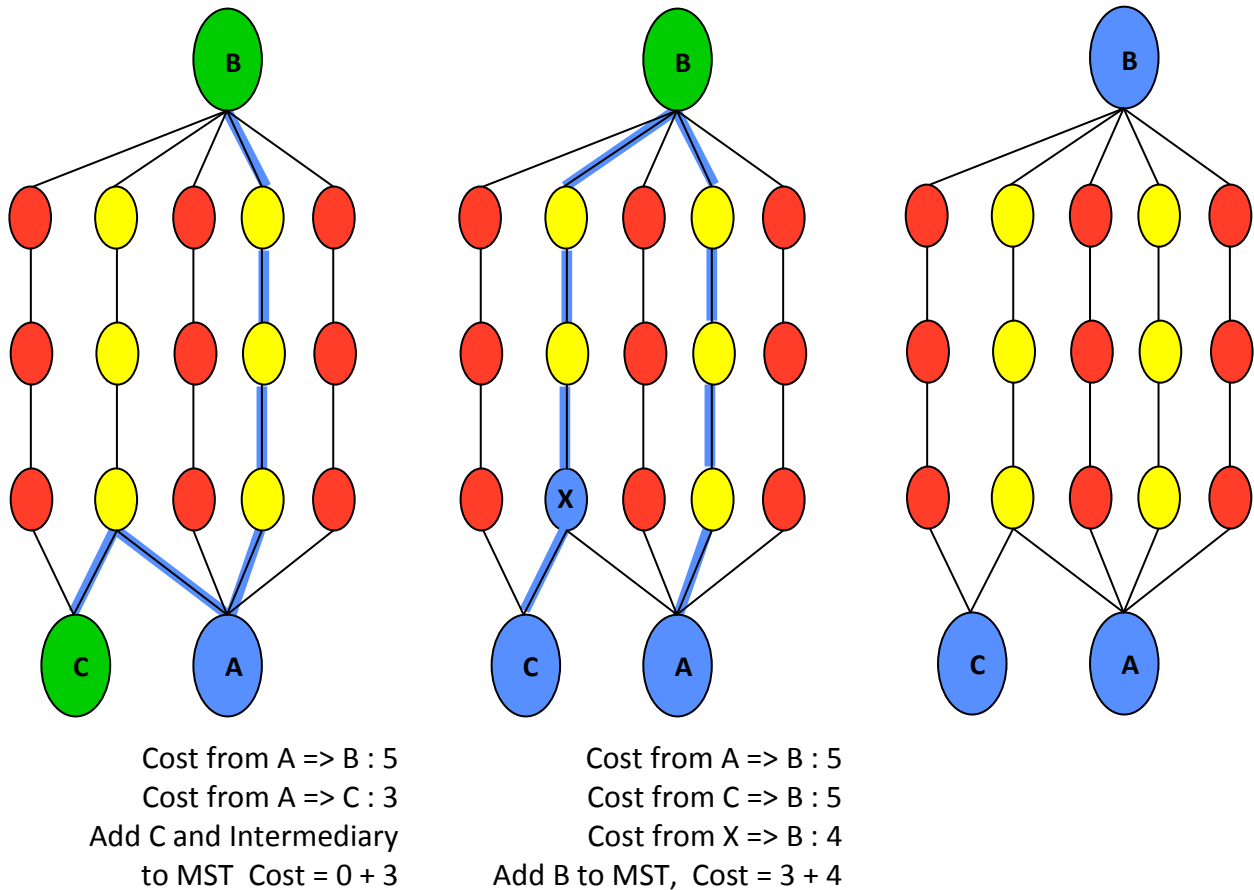 B
B
B
X
C
A
C
A
C
A
Cost from A => B : 5
Cost from A => C : 3
Add C and Intermediary
to MST Cost = 0 + 3
Cost from A => B : 5
Cost from C => B : 5
Cost from X => B : 4
Add B to MST, Cost = 3 + 4